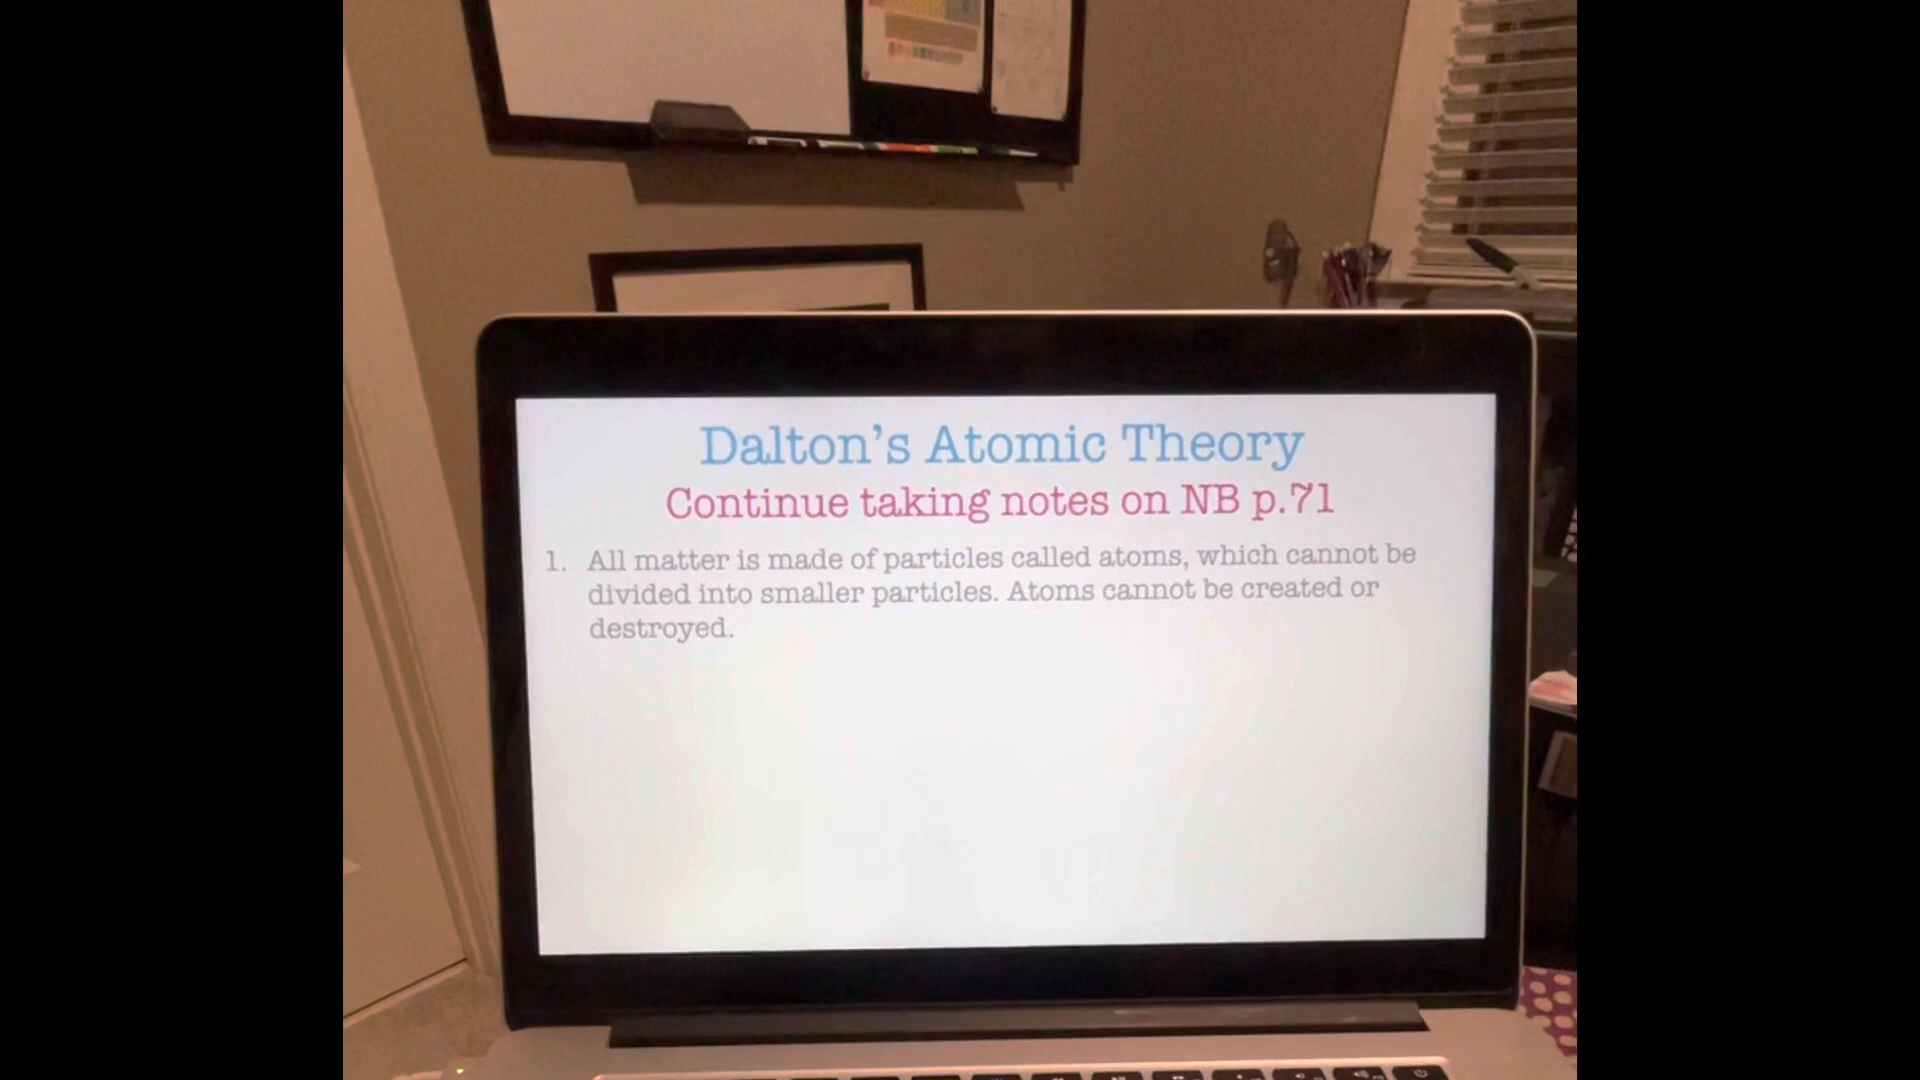 Dalton's Atomic Theory
Continue taking notes on NB p.71
1. All matter is made of particles called atoms, which cannot be
divided into smaller particles. Atoms cannot be created or
destroyed.